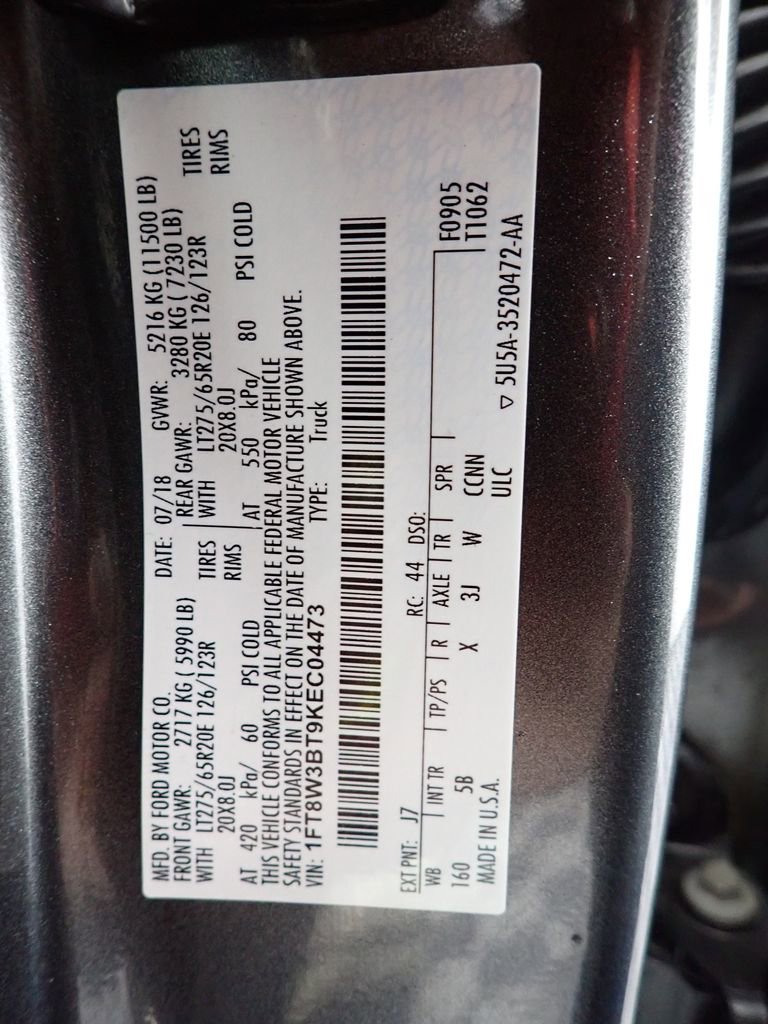 MFD. BY FORD MOTOR CO. DATE: 07/18 GVWR: 5216 KG (11500 LB)
FRONT GAWR: 2717 KG ( 5990 LB) REAR GAWR: 3280 KG ( 7230 LB)
WITH LT275/65R20E 126/123R TIRES WITH LT275/65R20E 126/123R TIRES
20X8.0J RIMS 20X8.0J RIMS
AT 420 kPa/ 60 PSI COLD AT 550 kPa/ 80 PSI COLD
THIS VEHICLE CONFORMS TO ALL APPLICABLE FEDERAL MOTOR VEHICLE
SAFETY STANDARDS IN EFFECT ON THE DATE OF MANUFACTURE SHOWN ABOVE.
VIN: 1FT8W3BT9KEC04473 TYPE: Truck
EXT PNT: J7 RC: 44 DSO: F0905
WB INT TR TP/PS R AXLE TR SPR T1062
160 5B X 3J W CCNN
MADE IN U.S.A. ULC ▽ 5U5A-3520472-AA